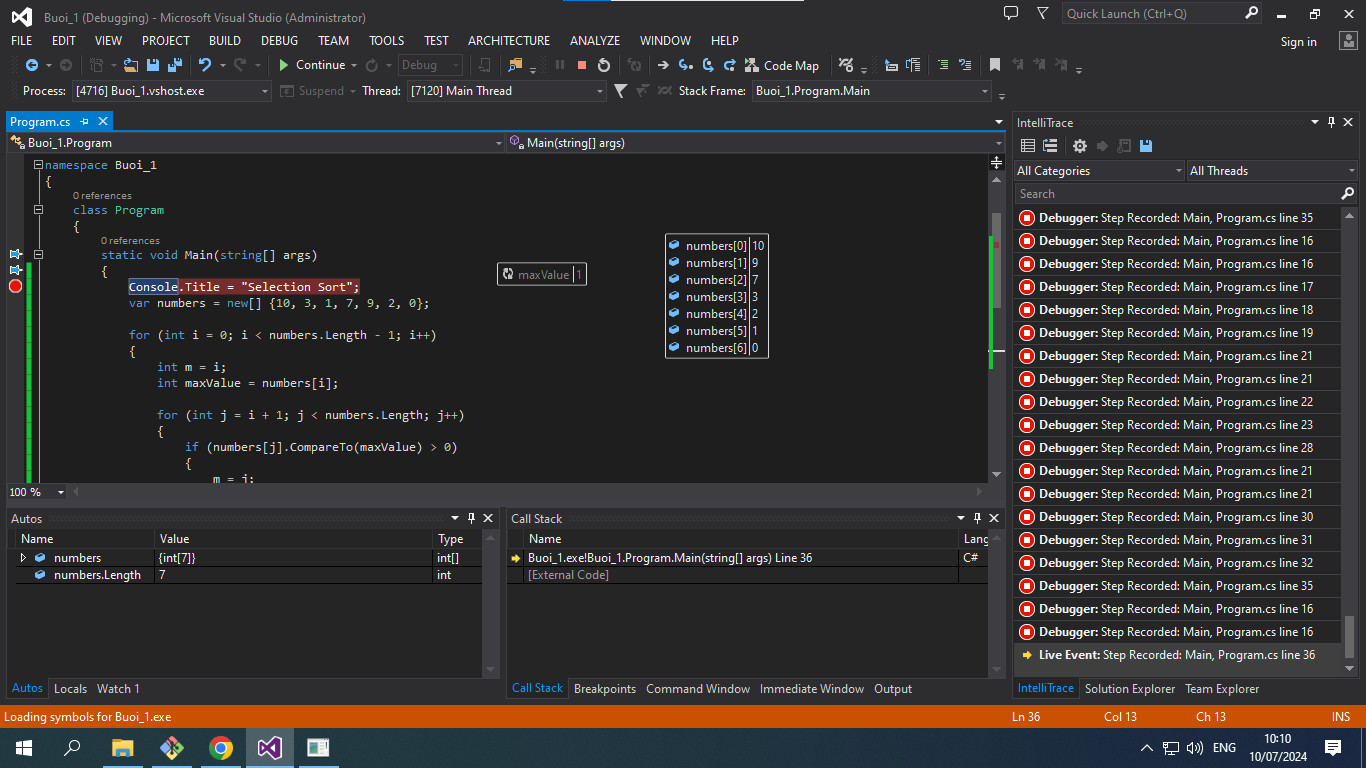 Buoi_1 (Debugging) - Microsoft Visual Studio (Administrator)
Quick Launch (Ctrl+Q)
FILE EDIT VIEW PROJECT BUILD DEBUG TEAM TOOLS TEST ARCHITECTURE ANALYZE WINDOW HELP
Sign in
Continue Debug Code Map
Process: [4716] Buoi_1.vshost.exe Suspend Thread: [7120] Main Thread Stack Frame: Buoi_1.Program.Main
Program.cs
Buoi_1.Program Main(string[] args)
namespace Buoi_1
{
0 references
class Program
{
0 references
static void Main(string[] args)
{
Console.Title = "Selection Sort";
var numbers = new[] {10, 3, 1, 7, 9, 2, 0};
for (int i = 0; i < numbers.Length - 1; i++)
{
int m = i;
int maxValue = numbers[i];
for (int j = i + 1; j < numbers.Length; j++)
{
if (numbers[j].CompareTo(maxValue) > 0)
{
m = j;
maxValue 1
numbers[0] 10
numbers[1] 9
numbers[2] 7
numbers[3] 3
numbers[4] 2
numbers[5] 1
numbers[6] 0
100 %
IntelliTrace
All Categories All Threads
Search
Debugger: Step Recorded: Main, Program.cs line 35
Debugger: Step Recorded: Main, Program.cs line 16
Debugger: Step Recorded: Main, Program.cs line 16
Debugger: Step Recorded: Main, Program.cs line 17
Debugger: Step Recorded: Main, Program.cs line 18
Debugger: Step Recorded: Main, Program.cs line 19
Debugger: Step Recorded: Main, Program.cs line 21
Debugger: Step Recorded: Main, Program.cs line 21
Debugger: Step Recorded: Main, Program.cs line 22
Debugger: Step Recorded: Main, Program.cs line 23
Debugger: Step Recorded: Main, Program.cs line 28
Debugger: Step Recorded: Main, Program.cs line 21
Debugger: Step Recorded: Main, Program.cs line 21
Debugger: Step Recorded: Main, Program.cs line 30
Debugger: Step Recorded: Main, Program.cs line 31
Debugger: Step Recorded: Main, Program.cs line 32
Debugger: Step Recorded: Main, Program.cs line 35
Debugger: Step Recorded: Main, Program.cs line 16
Debugger: Step Recorded: Main, Program.cs line 16
Live Event: Step Recorded: Main, Program.cs line 36
IntelliTrace Solution Explorer Team Explorer
Autos
Name Value Type
numbers {int[7]} int[]
numbers.Length 7 int
Autos Locals Watch 1
Call Stack
Name Lang
Buoi_1.exe!Buoi_1.Program.Main(string[] args) Line 36 C#
[External Code]
Call Stack Breakpoints Command Window Immediate Window Output
Loading symbols for Buoi_1.exe
Ln 36 Col 13 Ch 13 INS
ENG
10:10
10/07/2024